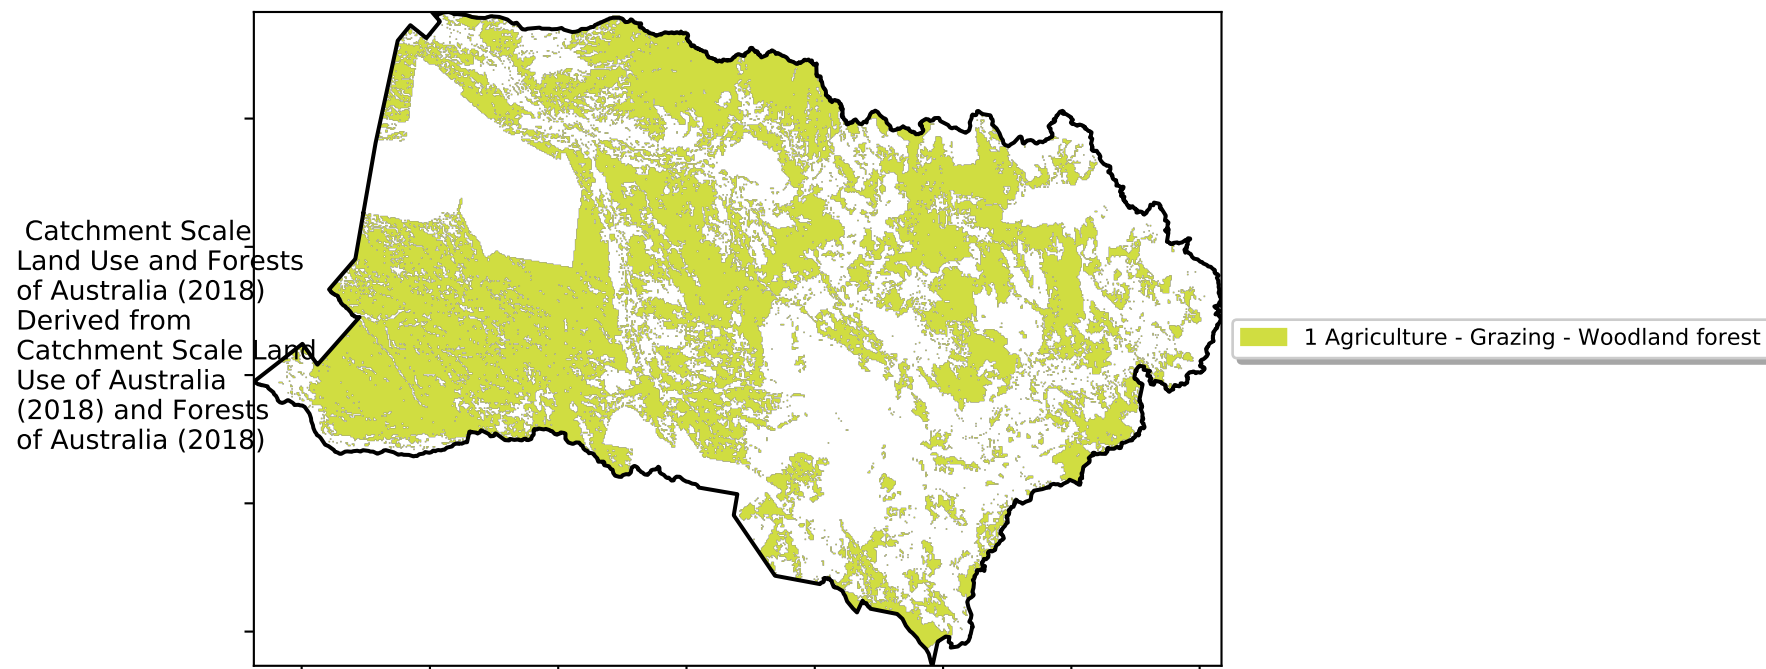 Catchment Scale
Land Use and Forests
of Australia (2018)
Derived from
Catchment Scale Land
Use of Australia
(2018) and Forests
of Australia (2018)
1 Agriculture - Grazing - Woodland forest